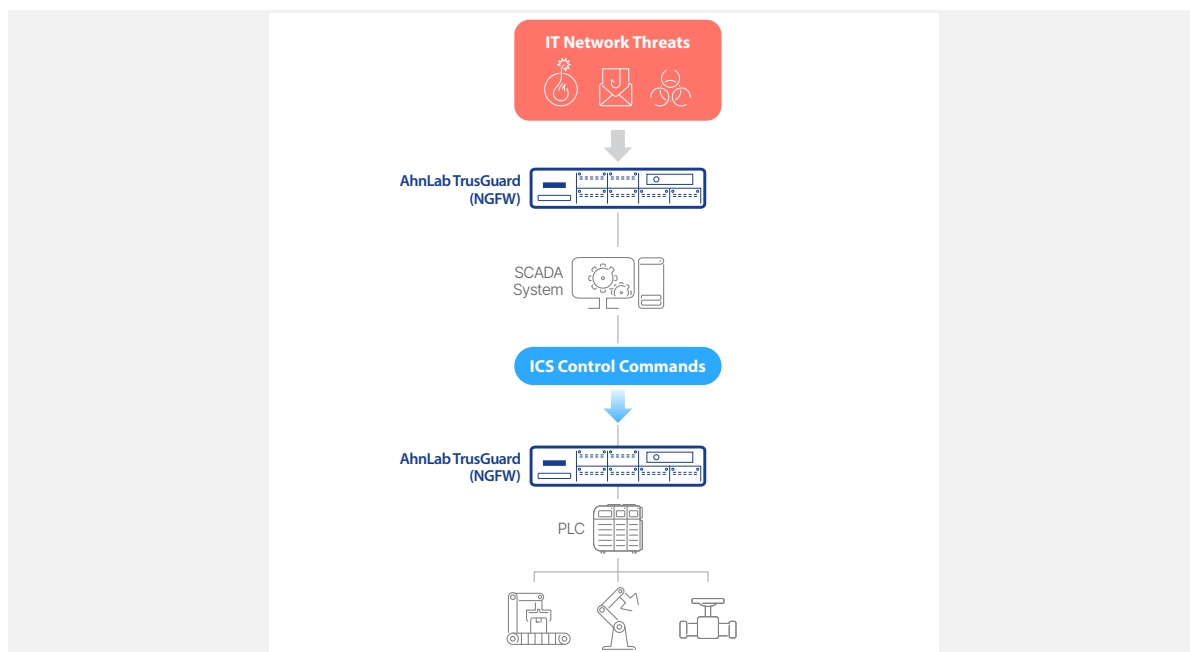 IT Network Threats
AhnLab TrusGuard
(NGFW)
SCADA
System
ICS Control Commands
AhnLab TrusGuard
(NGFW)
PLC